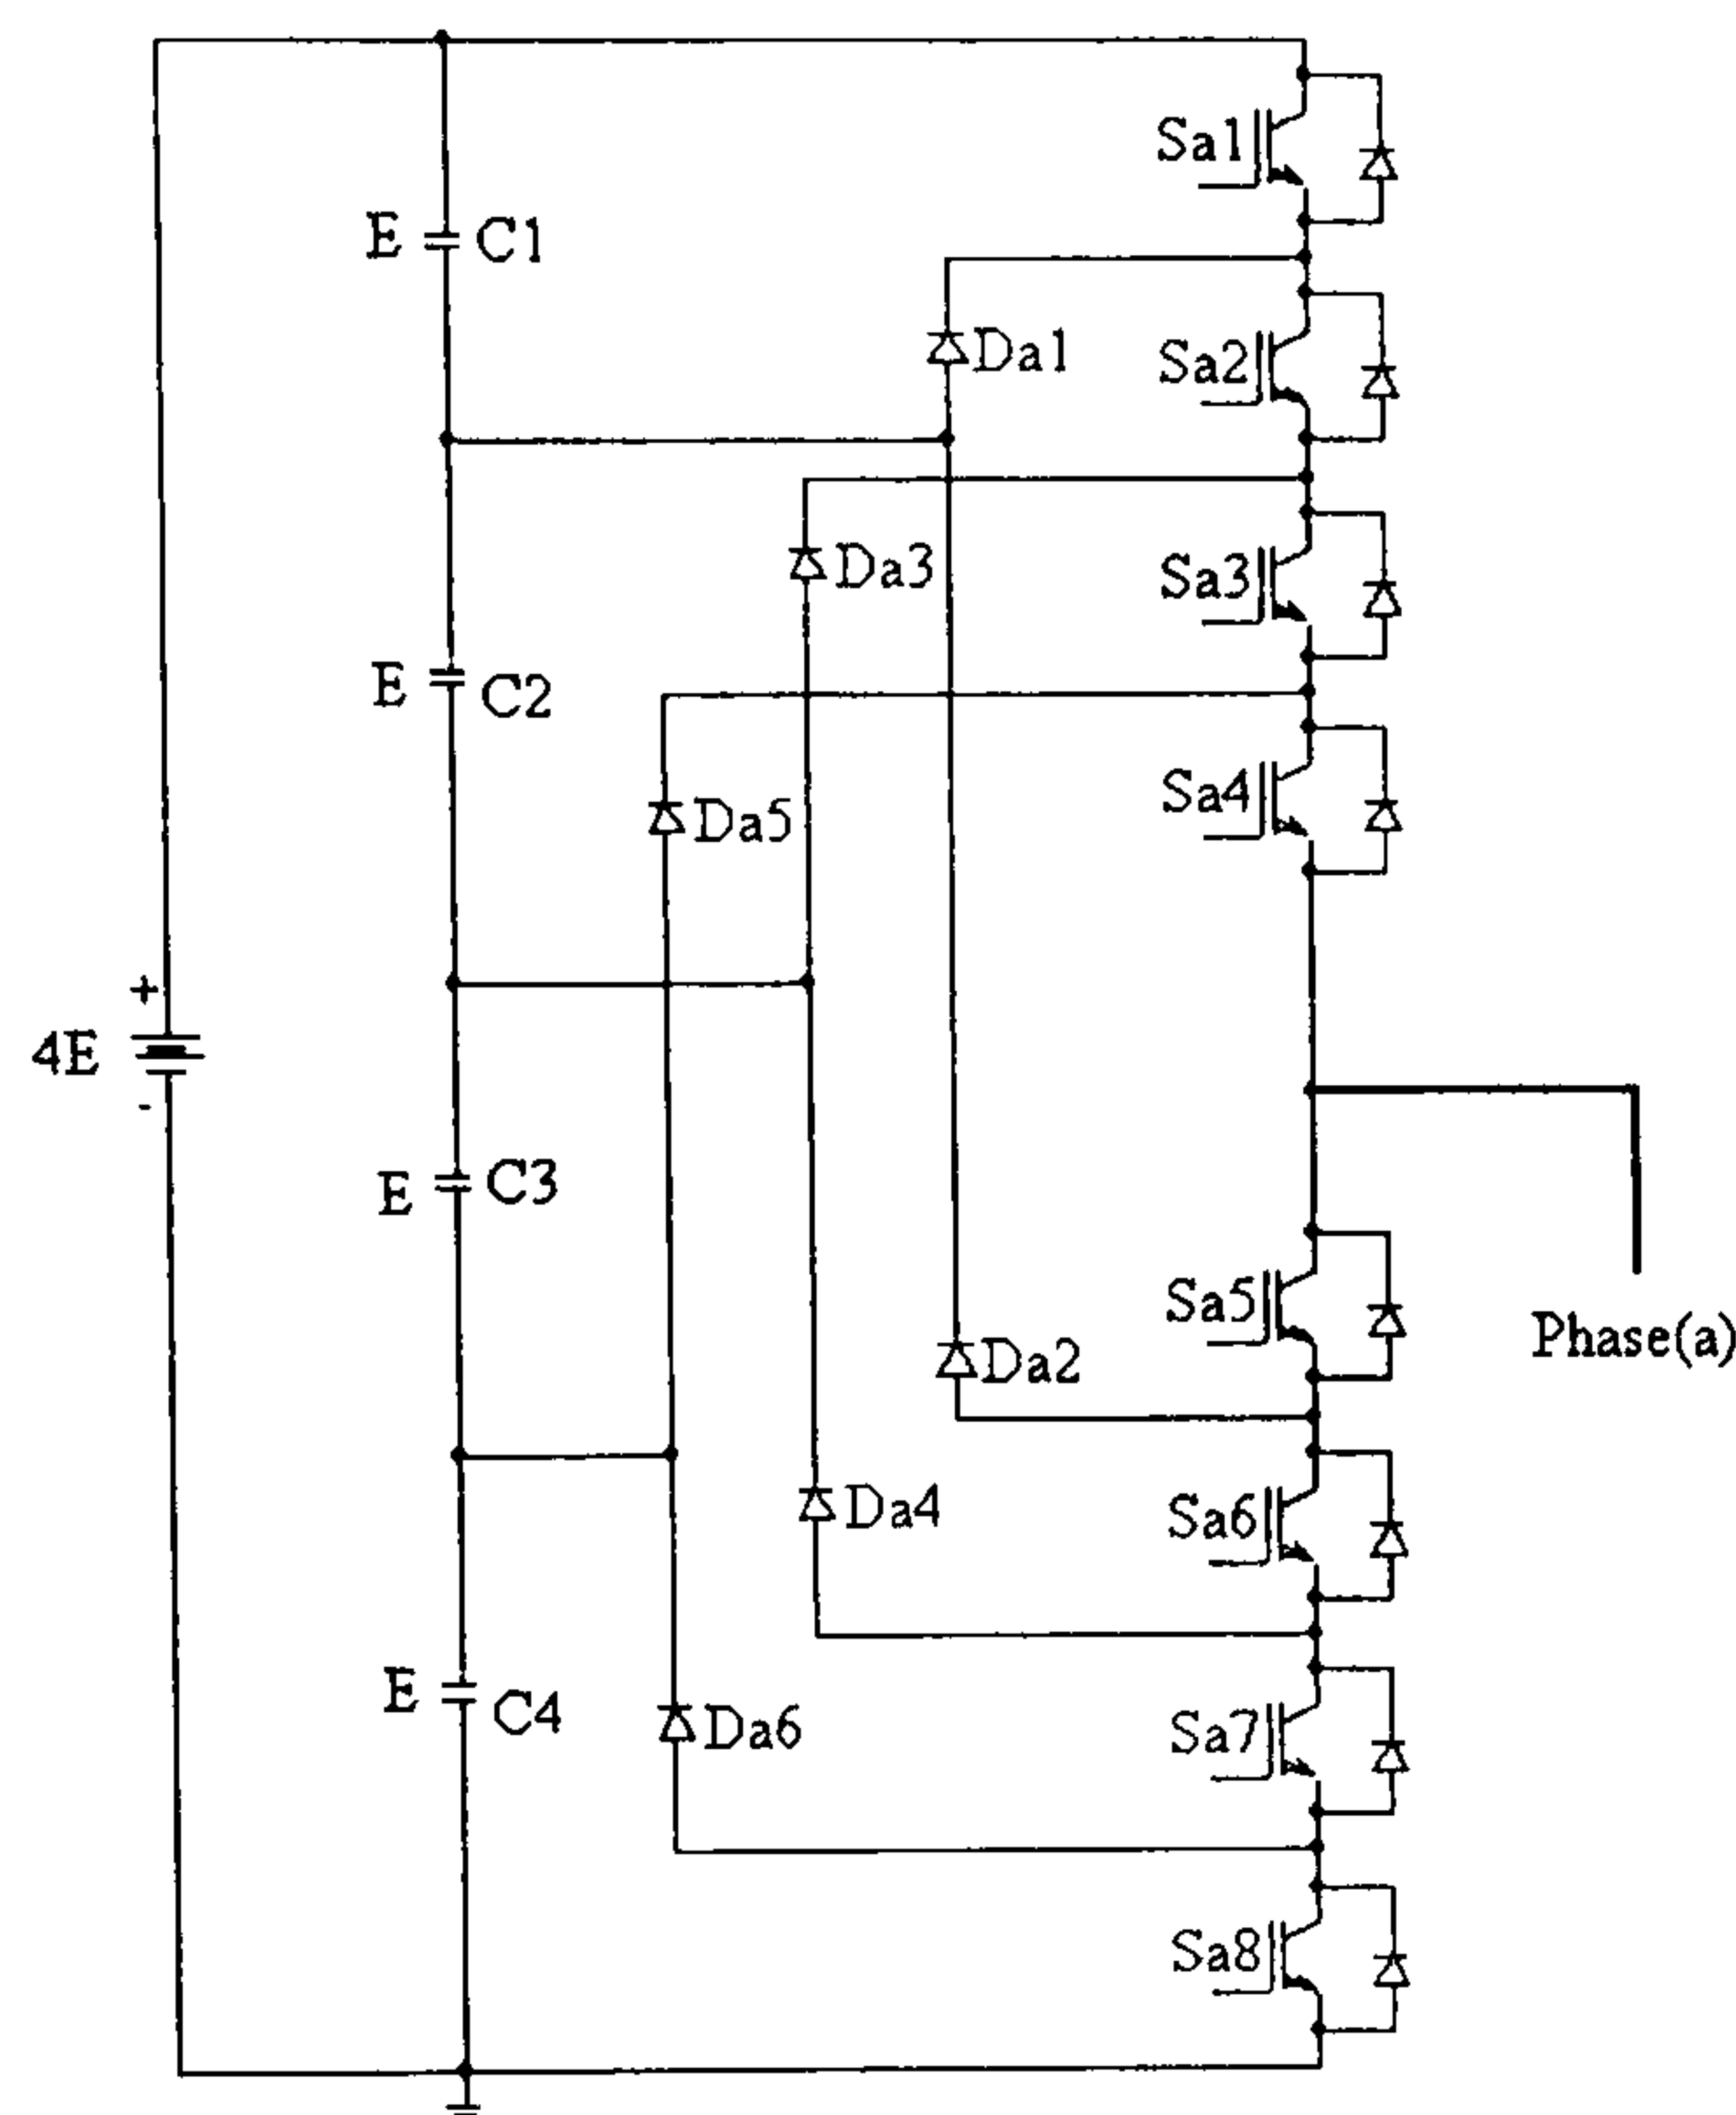 Sa1
E C1
Da1
Sa2
Da3
Sa3
E C2
Sa4
Da5
+
4E
-
E C3
Sa5
Phase(a)
Da2
Da4
Sa6
E C4
Da6
Sa7
Sa8